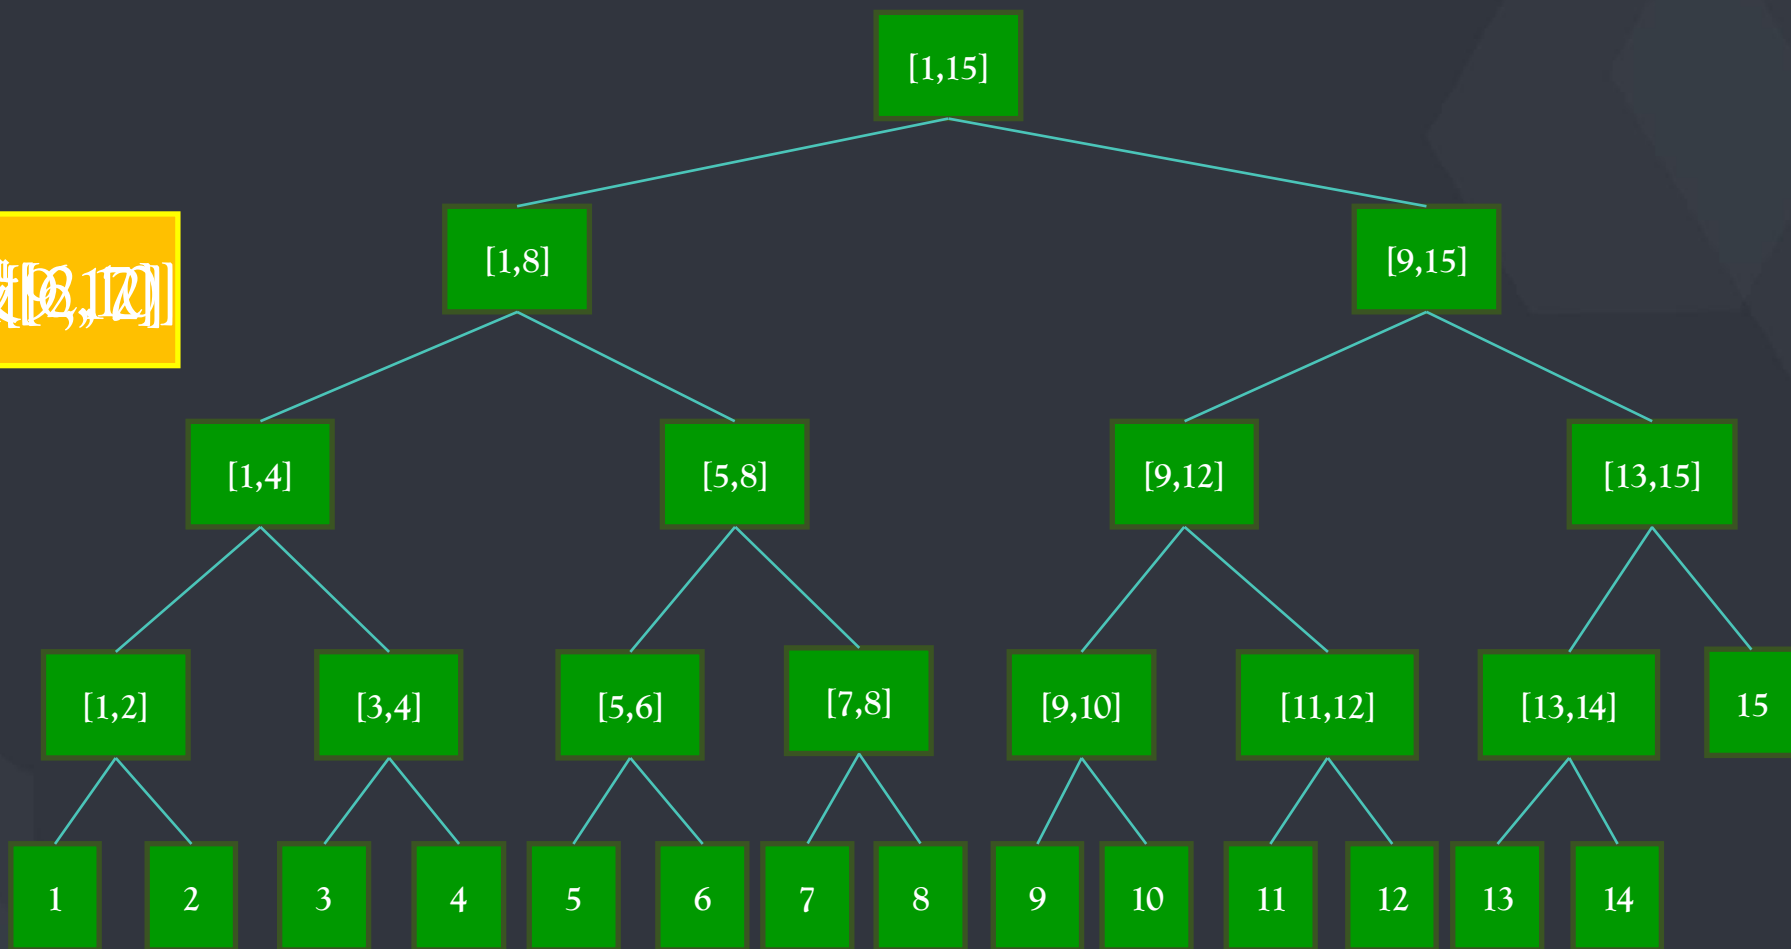 [1,15]
[1,8] [9,15]
[1,4] [5,8] [9,12] [13,15]
[1,2] [3,4] [5,6] [7,8] [9,10] [11,12] [13,14] 15
1 2 3 4 5 6 7 8 9 10 11 12 13 14